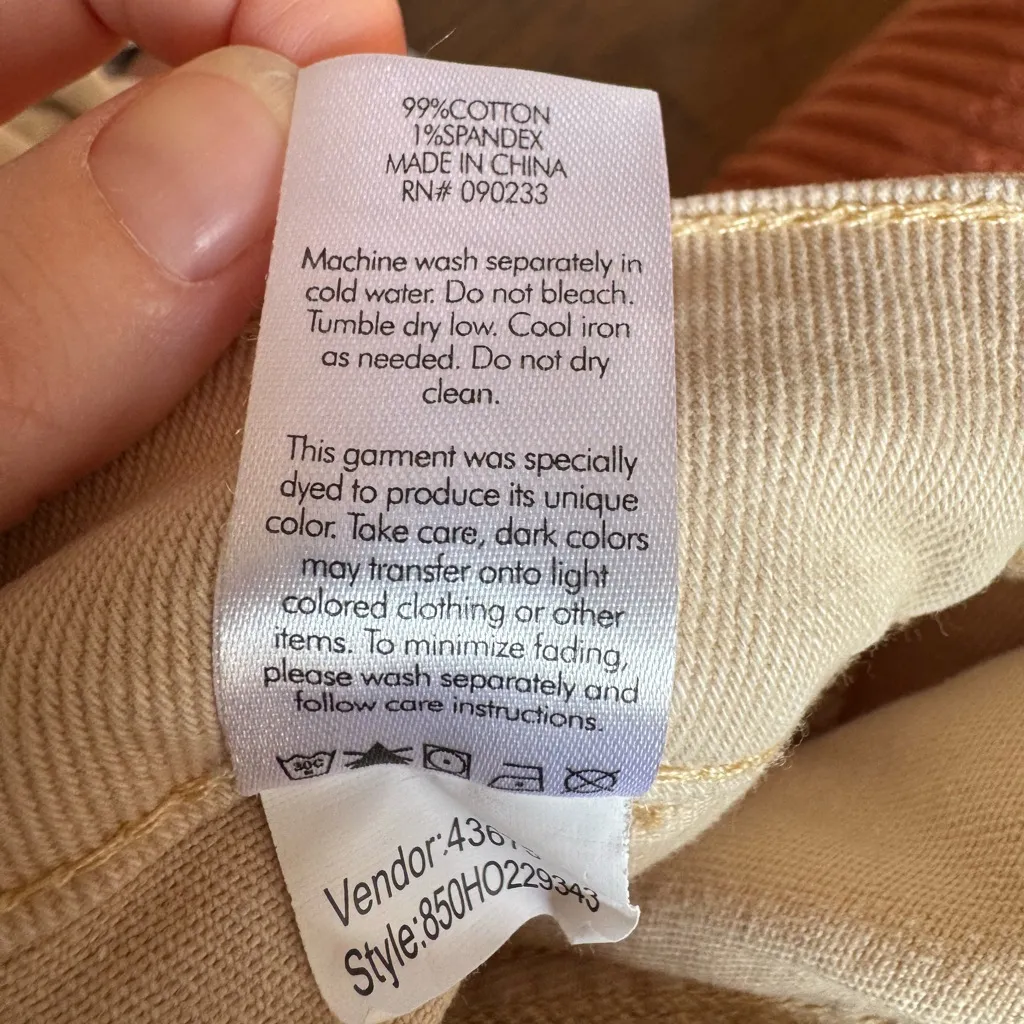 99%COTTON
1%SPANDEX
MADE IN CHINA
RN# 090233
Machine wash separately in
cold water. Do not bleach.
Tumble dry low. Cool iron
as needed. Do not dry
clean.
This garment was specially
dyed to produce its unique
color. Take care, dark colors
may transfer onto light
colored clothing or other
items. To minimize fading,
please wash separately and
follow care instructions.
30C
Vendor:
Style:850HO229343